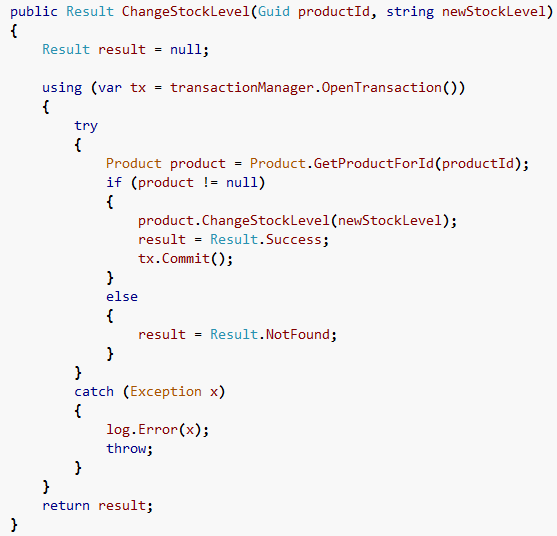 public Result ChangeStockLevel(Guid productId, string newStockLevel)
{
    Result result = null;

    using (var tx = transactionManager.OpenTransaction())
    {
        try
        {
            Product product = Product.GetProductForId(productId);
            if (product != null)
            {
                product.ChangeStockLevel(newStockLevel);
                result = Result.Success;
                tx.Commit();
            }
            else
            {
                result = Result.NotFound;
            }
        }
        catch (Exception x)
        {
            log.Error(x);
            throw;
        }
    }
    return result;
}